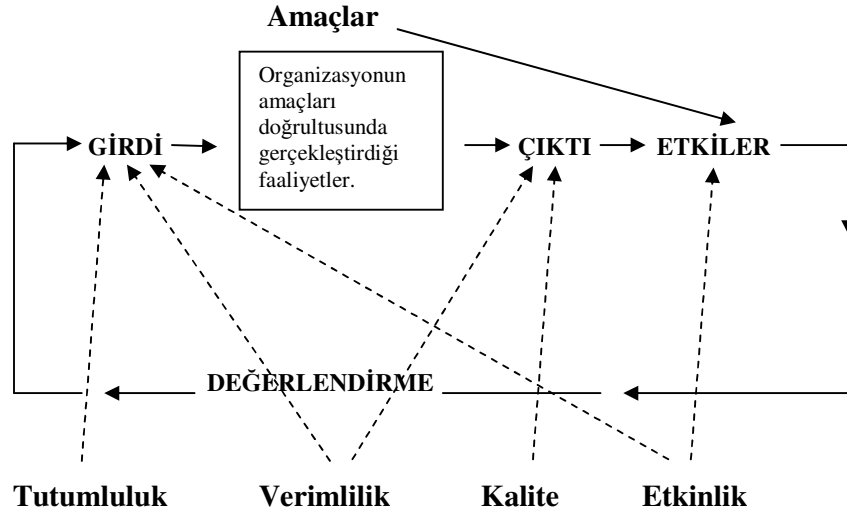 Amaçlar
Organizasyonun
amaçları
doğrultusunda
gerçekleştirdiği
faaliyetler.
GİRDİ
ÇIKTI
ETKİLER
DEĞERLENDİRME
Tutumluluk
Verimlilik
Kalite
Etkinlik